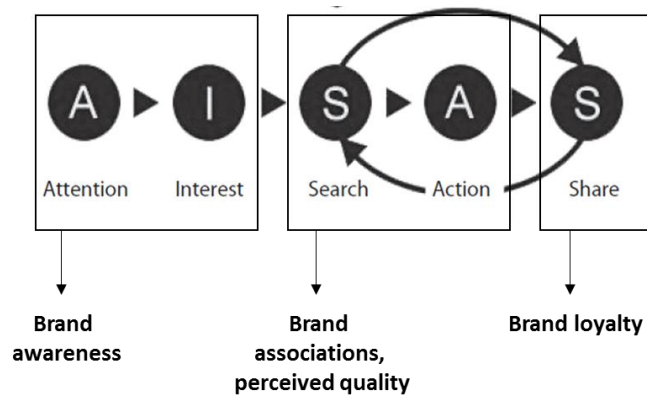 A I S A S
Attention Interest Search Action Share
Brand
awareness
Brand
associations,
perceived quality
Brand loyalty